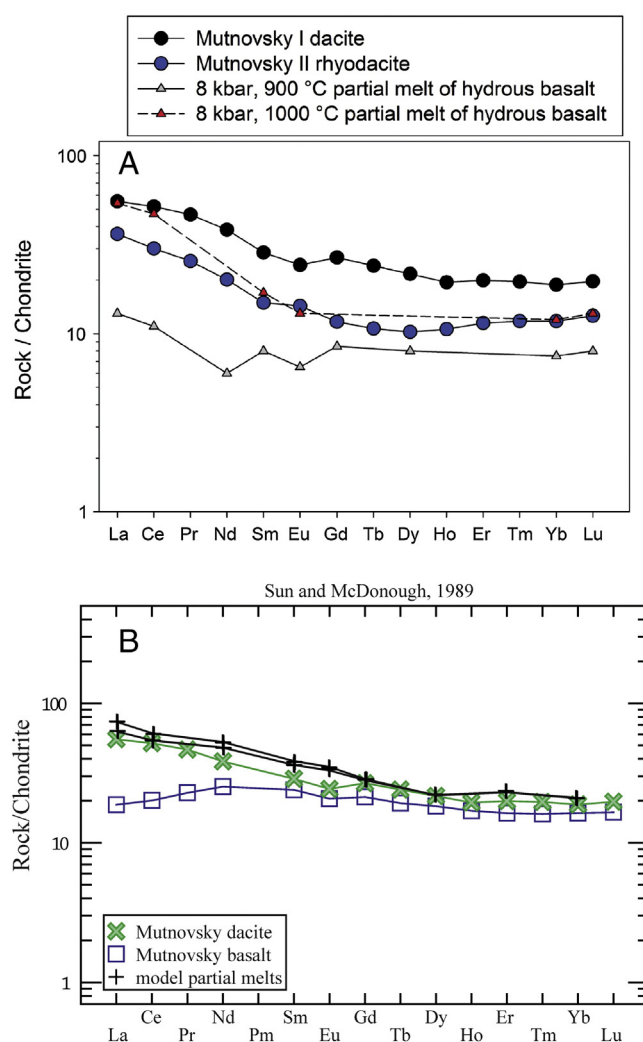 Mutnovsky I dacite
Mutnovsky II rhyodacite
8 kbar, 900 °C partial melt of hydrous basalt
8 kbar, 1000 °C partial melt of hydrous basalt
A
100
10
1
Rock / Chondrite
La Ce Pr Nd Sm Eu Gd Tb Dy Ho Er Tm Yb Lu
Sun and McDonough, 1989
B
100
10
1
Rock/Chondrite
Mutnovsky dacite
Mutnovsky basalt
model partial melts
Ce Nd Sm Gd Dy Er Yb
La Pr Pm Eu Tb Ho Tm Lu